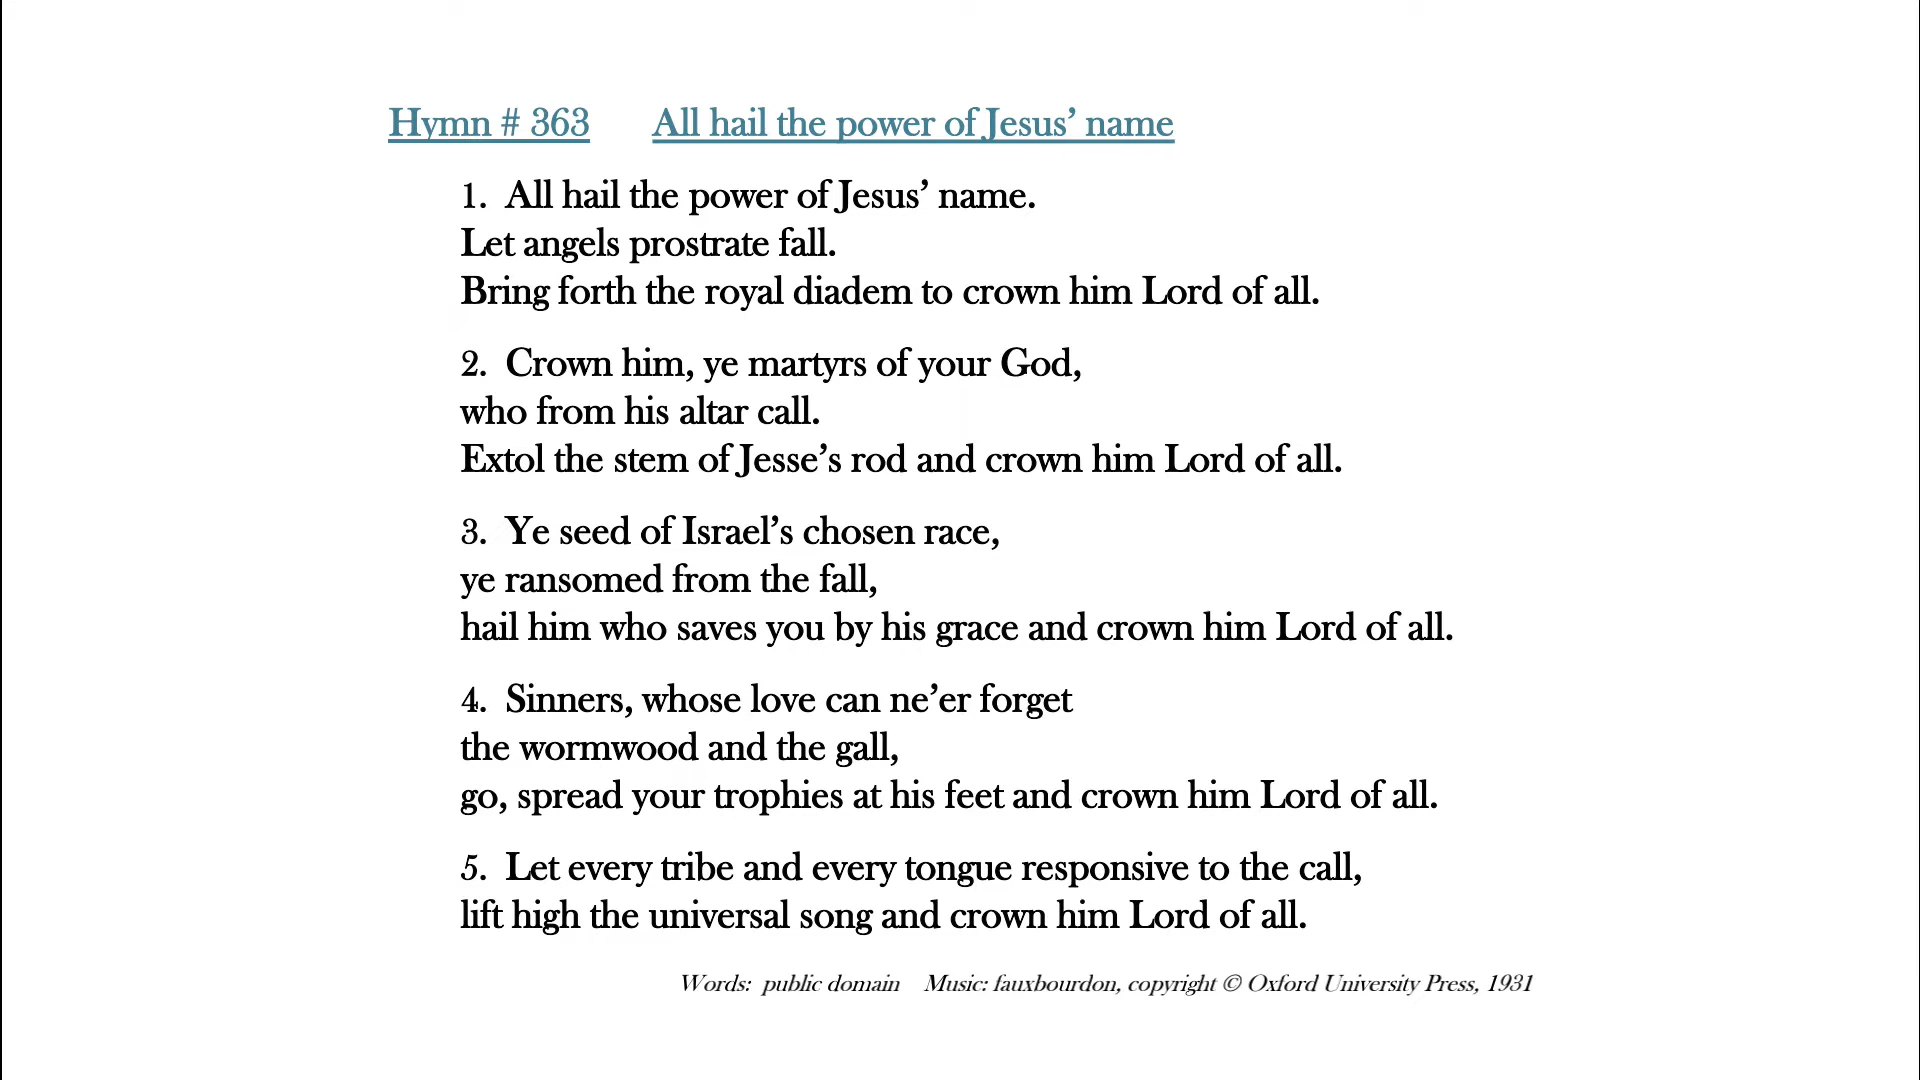 Hymn # 363 All hail the power of Jesus’ name
1. All hail the power of Jesus’ name.
Let angels prostrate fall.
Bring forth the royal diadem to crown him Lord of all.
2. Crown him, ye martyrs of your God,
who from his altar call.
Extol the stem of Jesse’s rod and crown him Lord of all.
3. Ye seed of Israel’s chosen race,
ye ransomed from the fall,
hail him who saves you by his grace and crown him Lord of all.
4. Sinners, whose love can ne’er forget
the wormwood and the gall,
go, spread your trophies at his feet and crown him Lord of all.
5. Let every tribe and every tongue responsive to the call,
lift high the universal song and crown him Lord of all.
Words: public domain Music: fauxbourdon, copyright © Oxford University Press, 1931